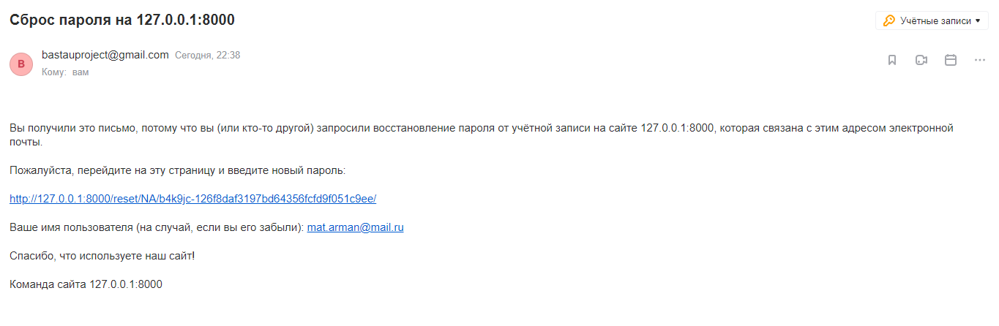 Сброс пароля на 127.0.0.1:8000
Учётные записи
B
bastauproject@gmail.com Сегодня, 22:38
Кому: вам
Вы получили это письмо, потому что вы (или кто-то другой) запросили восстановление пароля от учётной записи на сайте 127.0.0.1:8000, которая связана с этим адресом электронной
почты.
Пожалуйста, перейдите на эту страницу и введите новый пароль:
http://127.0.0.1:8000/reset/NA/b4k9jc-126f8daf3197bd64356fcfd9f051c9ee/
Ваше имя пользователя (на случай, если вы его забыли): mat.arman@mail.ru
Спасибо, что используете наш сайт!
Команда сайта 127.0.0.1:8000